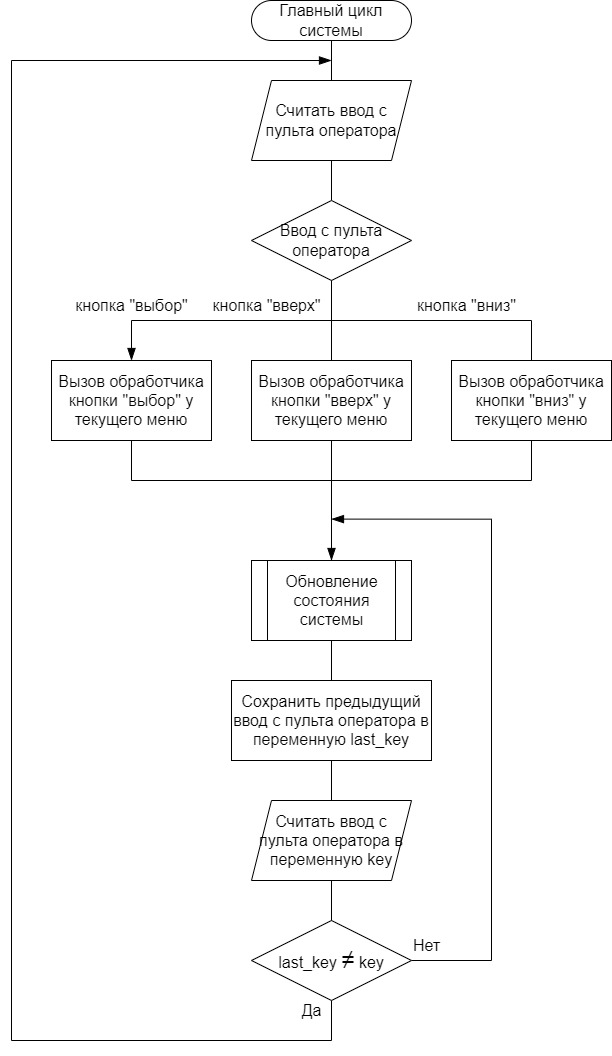 Главный цикл
системы
Считать ввод с
пульта оператора
Ввод с пульта
оператора
кнопка "выбор"
кнопка "вверх"
кнопка "вниз"
Вызов обработчика
кнопки "выбор" у
текущего меню
Вызов обработчика
кнопки "вверх" у
текущего меню
Вызов обработчика
кнопки "вниз" у
текущего меню
Обновление
состояния
системы
Сохранить предыдущий
ввод с пульта оператора в
переменную last_key
Считать ввод с
пульта оператора в
переменную key
last_key ≠ key
Нет
Да